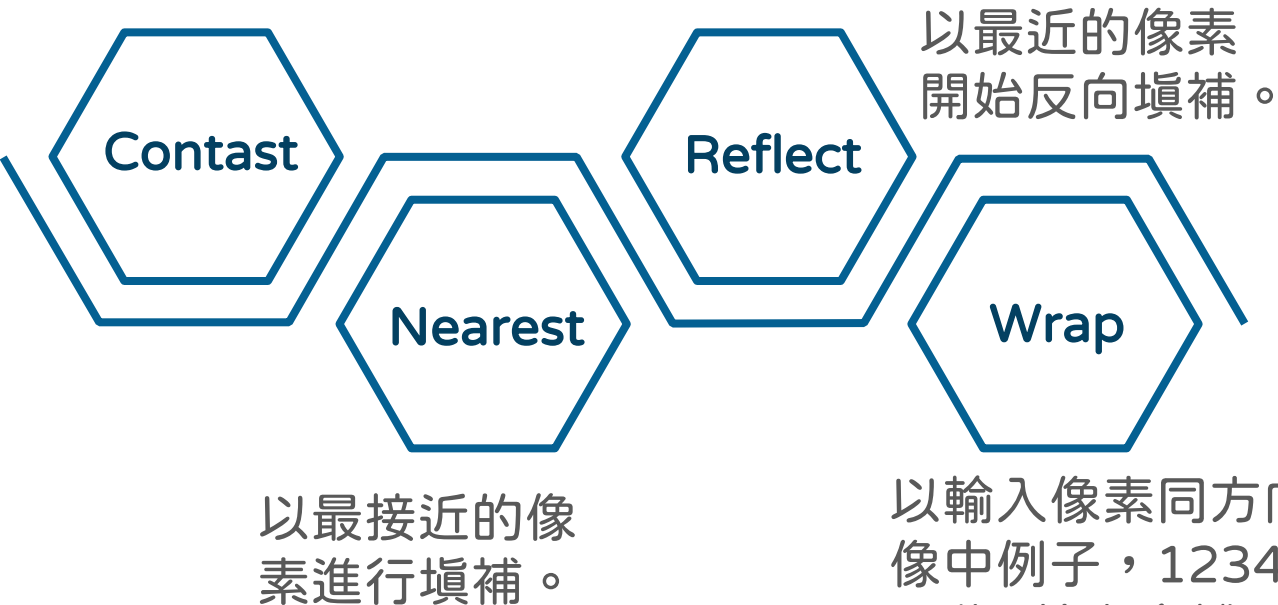 Contast
Nearest
以最接近的像
素進行填補。
Reflect
以最近的像素
開始反向填補。
Wrap
以輸入像素同方
像中例子，1234